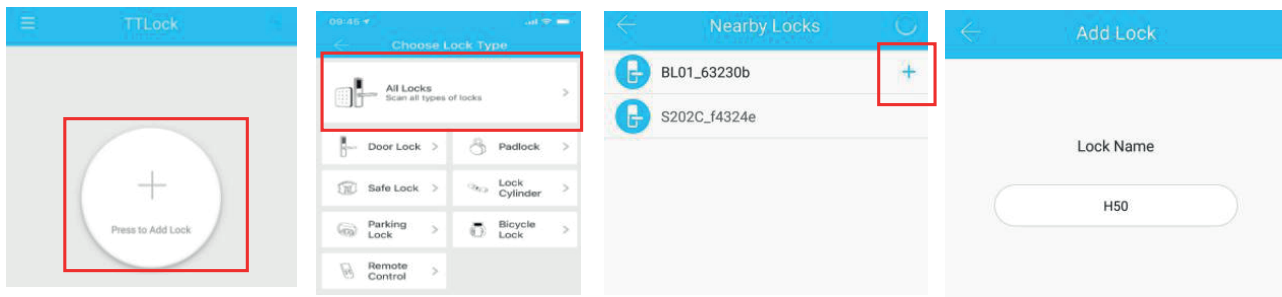 TTLock
Press to Add Lock
09:45
Choose Lock Type
All Locks
Scan all types of locks
Door Lock
Padlock
Safe Lock
Lock
Cylinder
Parking
Lock
Bicycle
Lock
Remote
Control
Nearby Locks
BL01_63230b
S202C_f4324e
Add Lock
Lock Name
H50